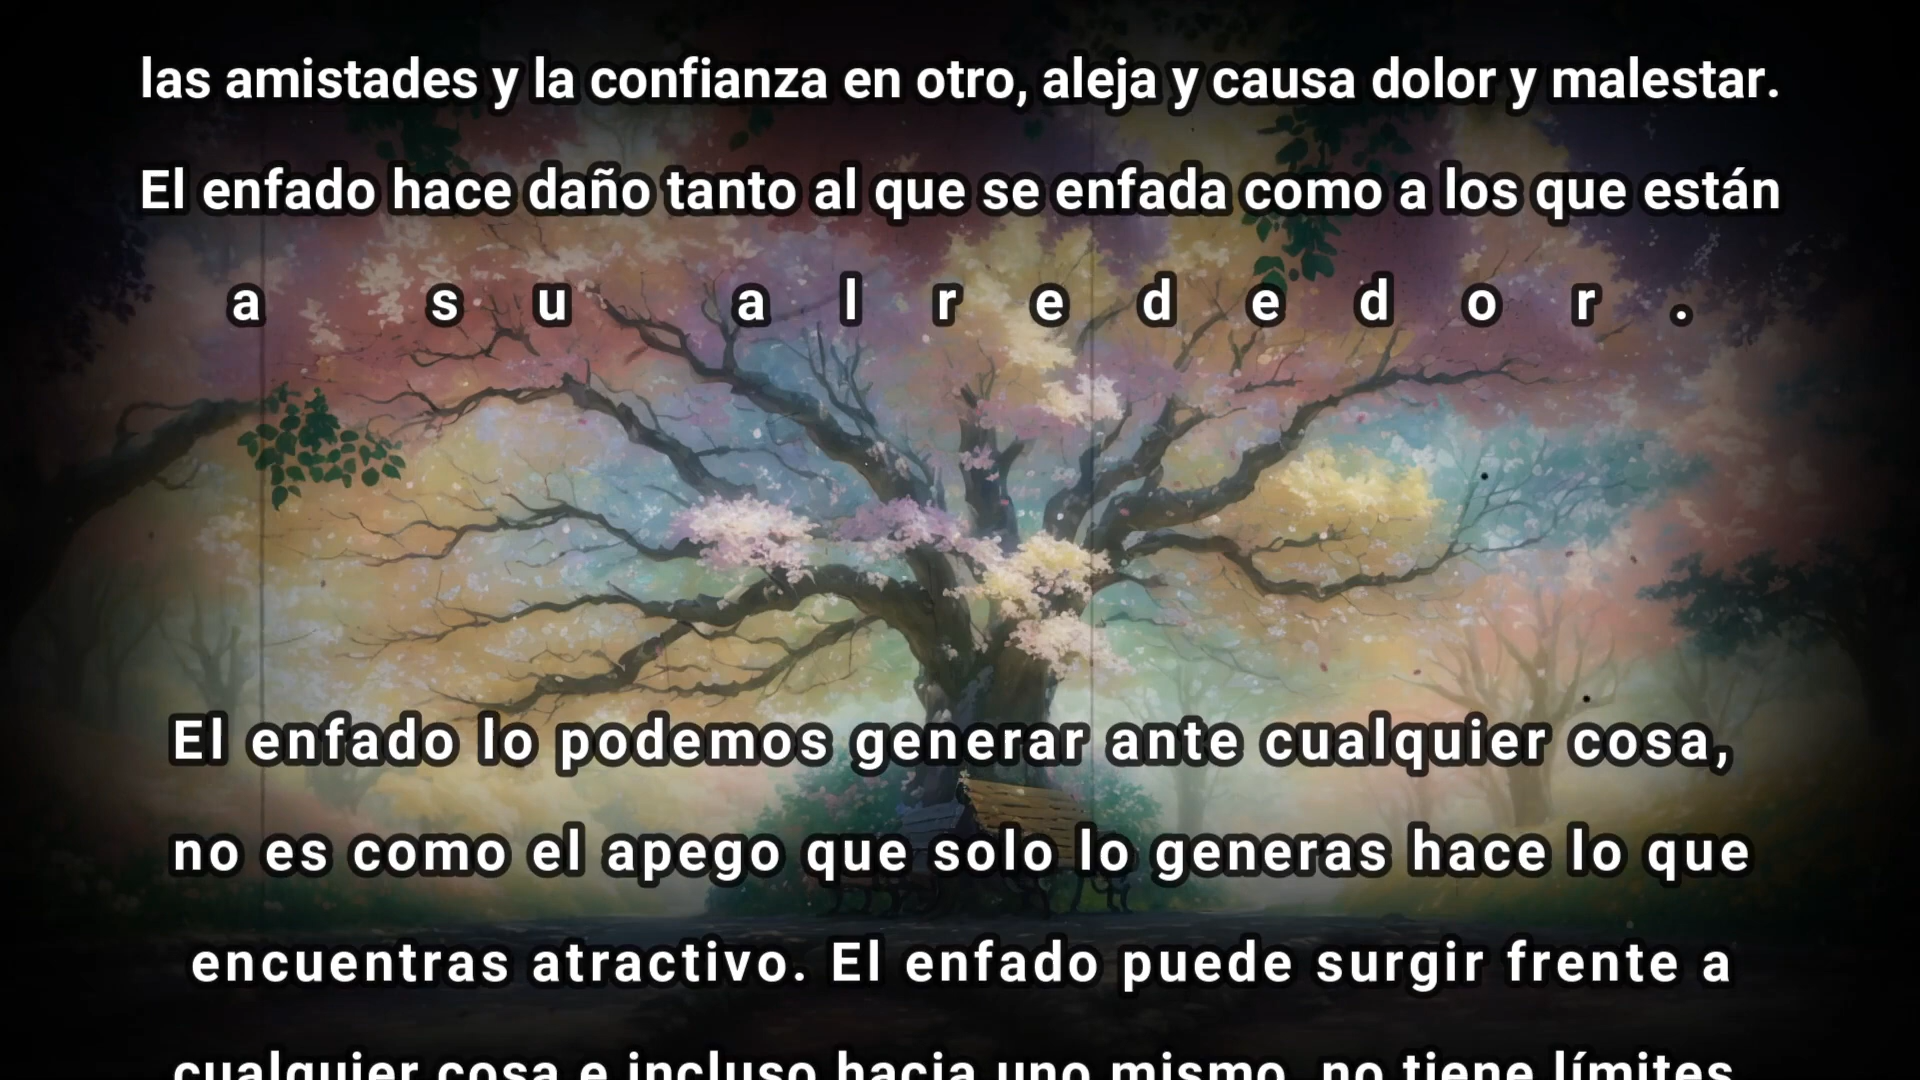 las amistades y la confianza en otro, aleja y causa dolor y malestar.
El enfado hace daño tanto al que se enfada como a los que están
a su alrededor.
El enfado lo podemos generar ante cualquier cosa,
no es como el apego que solo lo generas hace lo que
encuentras atractivo. El enfado puede surgir frente a
cualquier cosa e incluso hacia uno mismo, no tiene límites